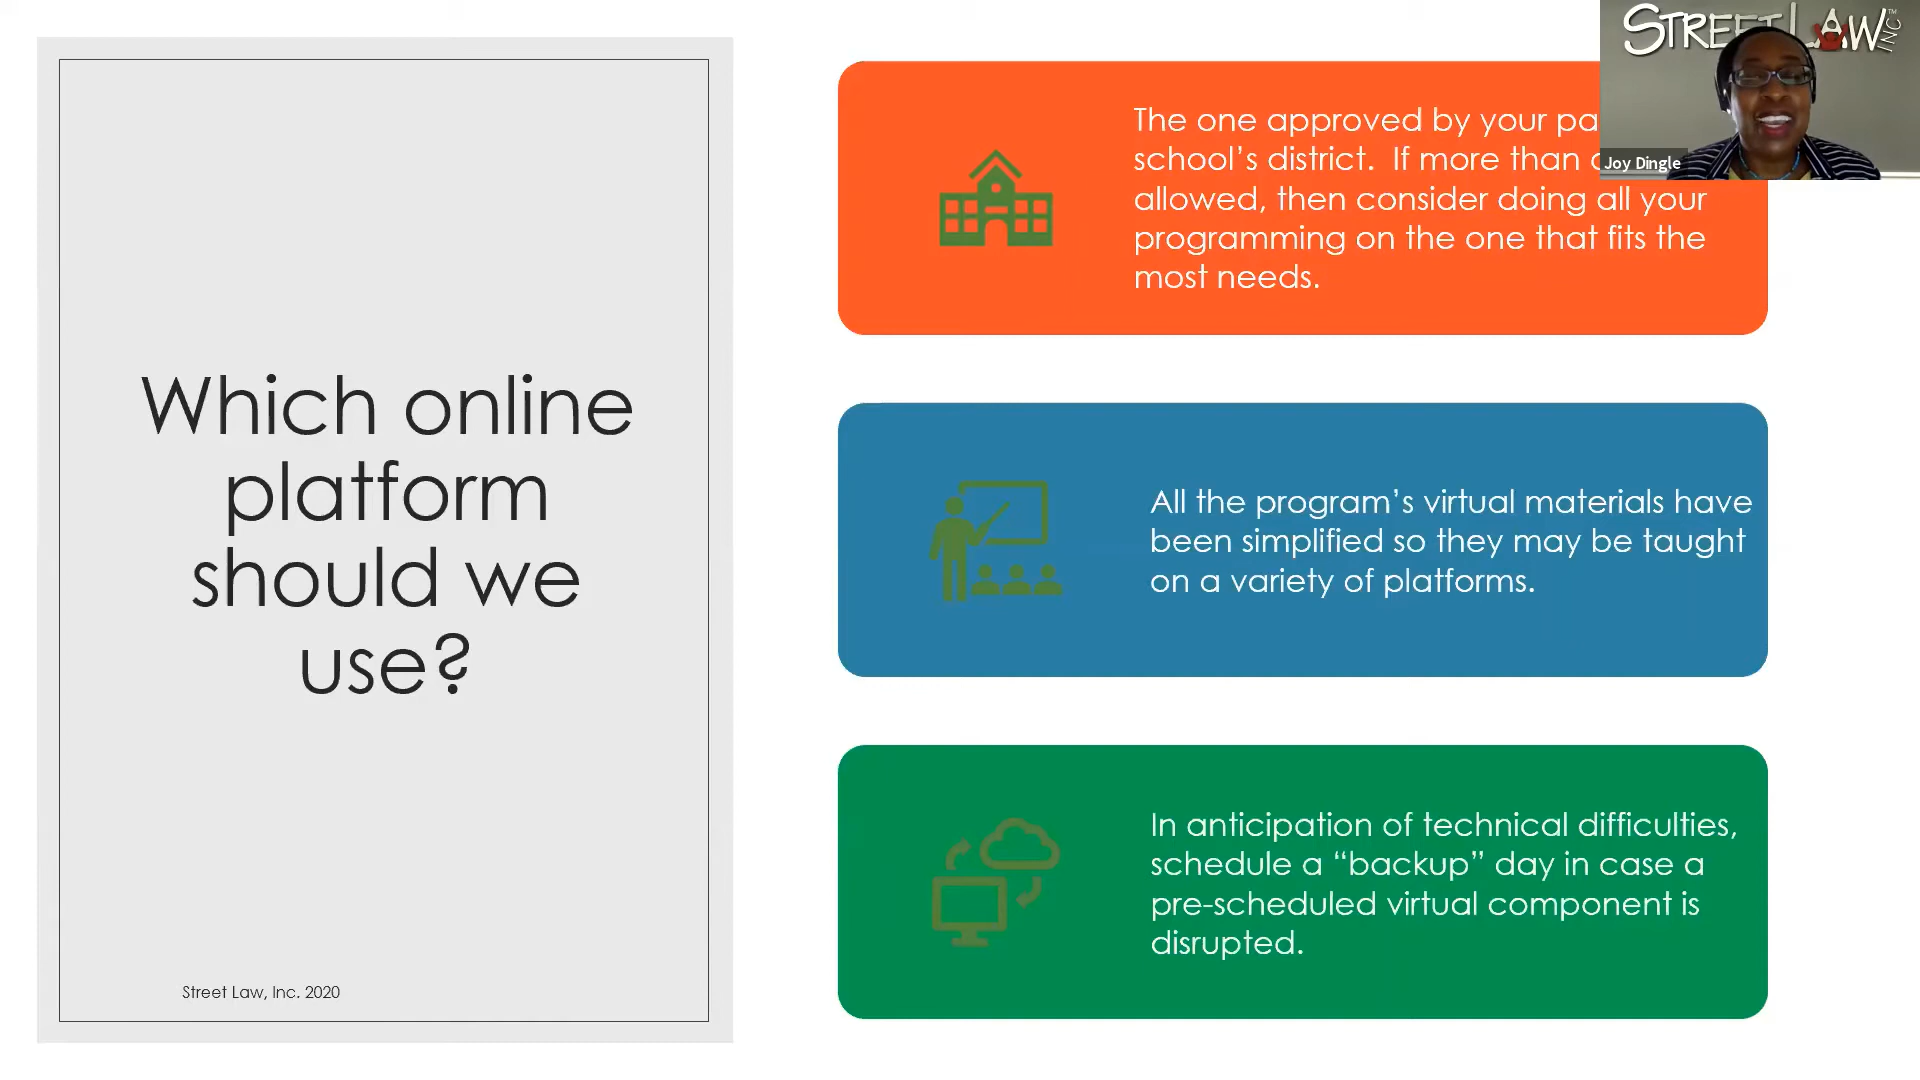 Which online
platform
should we
use?
Street Law, Inc. 2020
The one approved by your
school’s district.  If more than
allowed, then consider doing all your
programming on the one that fits the
most needs.
All the program’s virtual materials have
been simplified so they may be taught
on a variety of platforms.
In anticipation of technical difficulties,
schedule a “backup” day in case a
pre-scheduled virtual component is
disrupted.
STREET LAW INC™
Joy Dingle